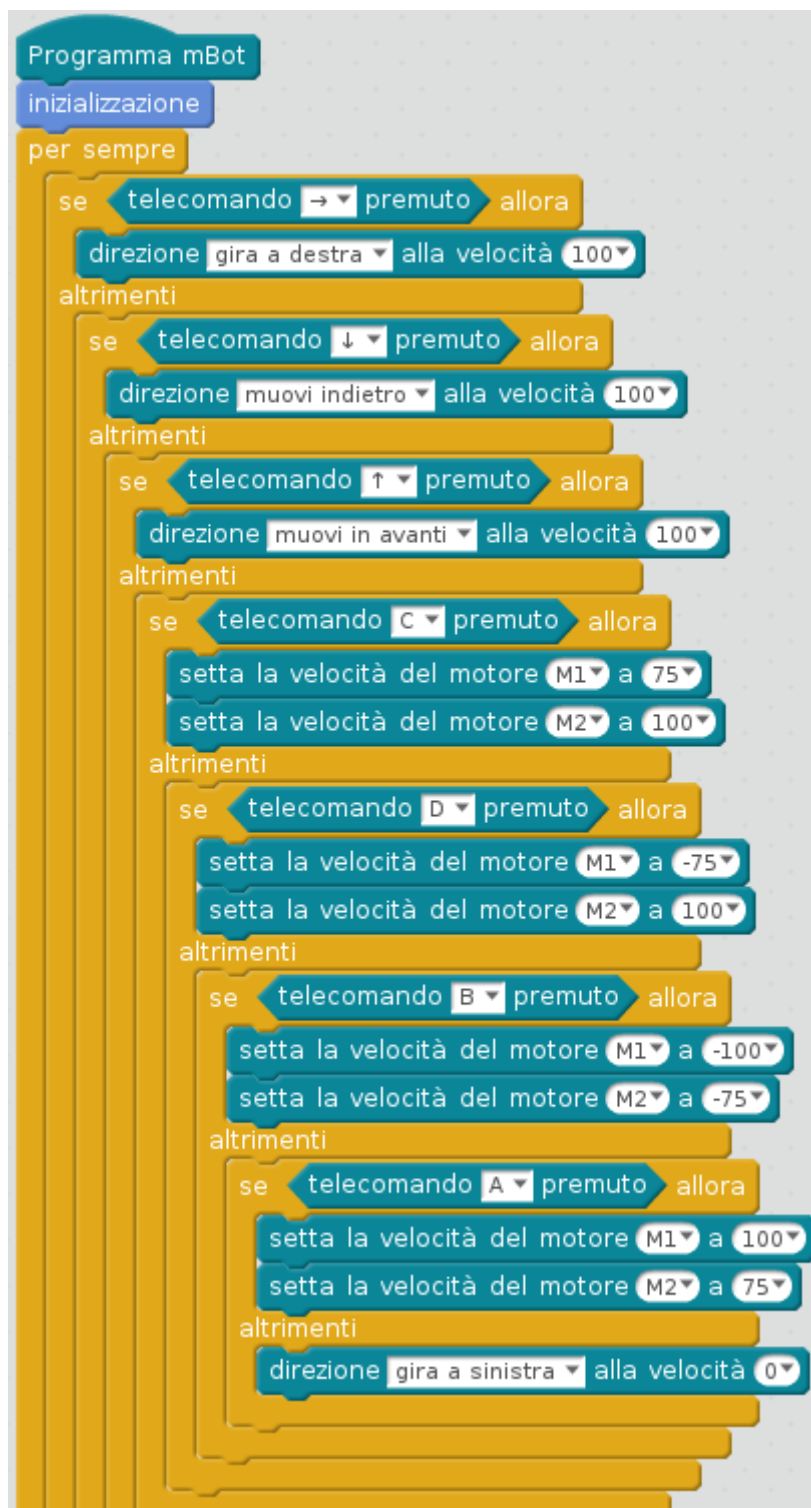 Programma mBot
inizializzazione
per sempre
se telecomando → premuto allora
direzione gira a destra alla velocità 100
altrimenti
se telecomando ↓ premuto allora
direzione muovi indietro alla velocità 100
altrimenti
se telecomando ↑ premuto allora
direzione muovi in avanti alla velocità 100
altrimenti
se telecomando C premuto allora
setta la velocità del motore M1 a 75
setta la velocità del motore M2 a 100
altrimenti
se telecomando D premuto allora
setta la velocità del motore M1 a -75
setta la velocità del motore M2 a 100
altrimenti
se telecomando B premuto allora
setta la velocità del motore M1 a -100
setta la velocità del motore M2 a -75
altrimenti
se telecomando A premuto allora
setta la velocità del motore M1 a 100
setta la velocità del motore M2 a 75
altrimenti
direzione gira a sinistra alla velocità 0